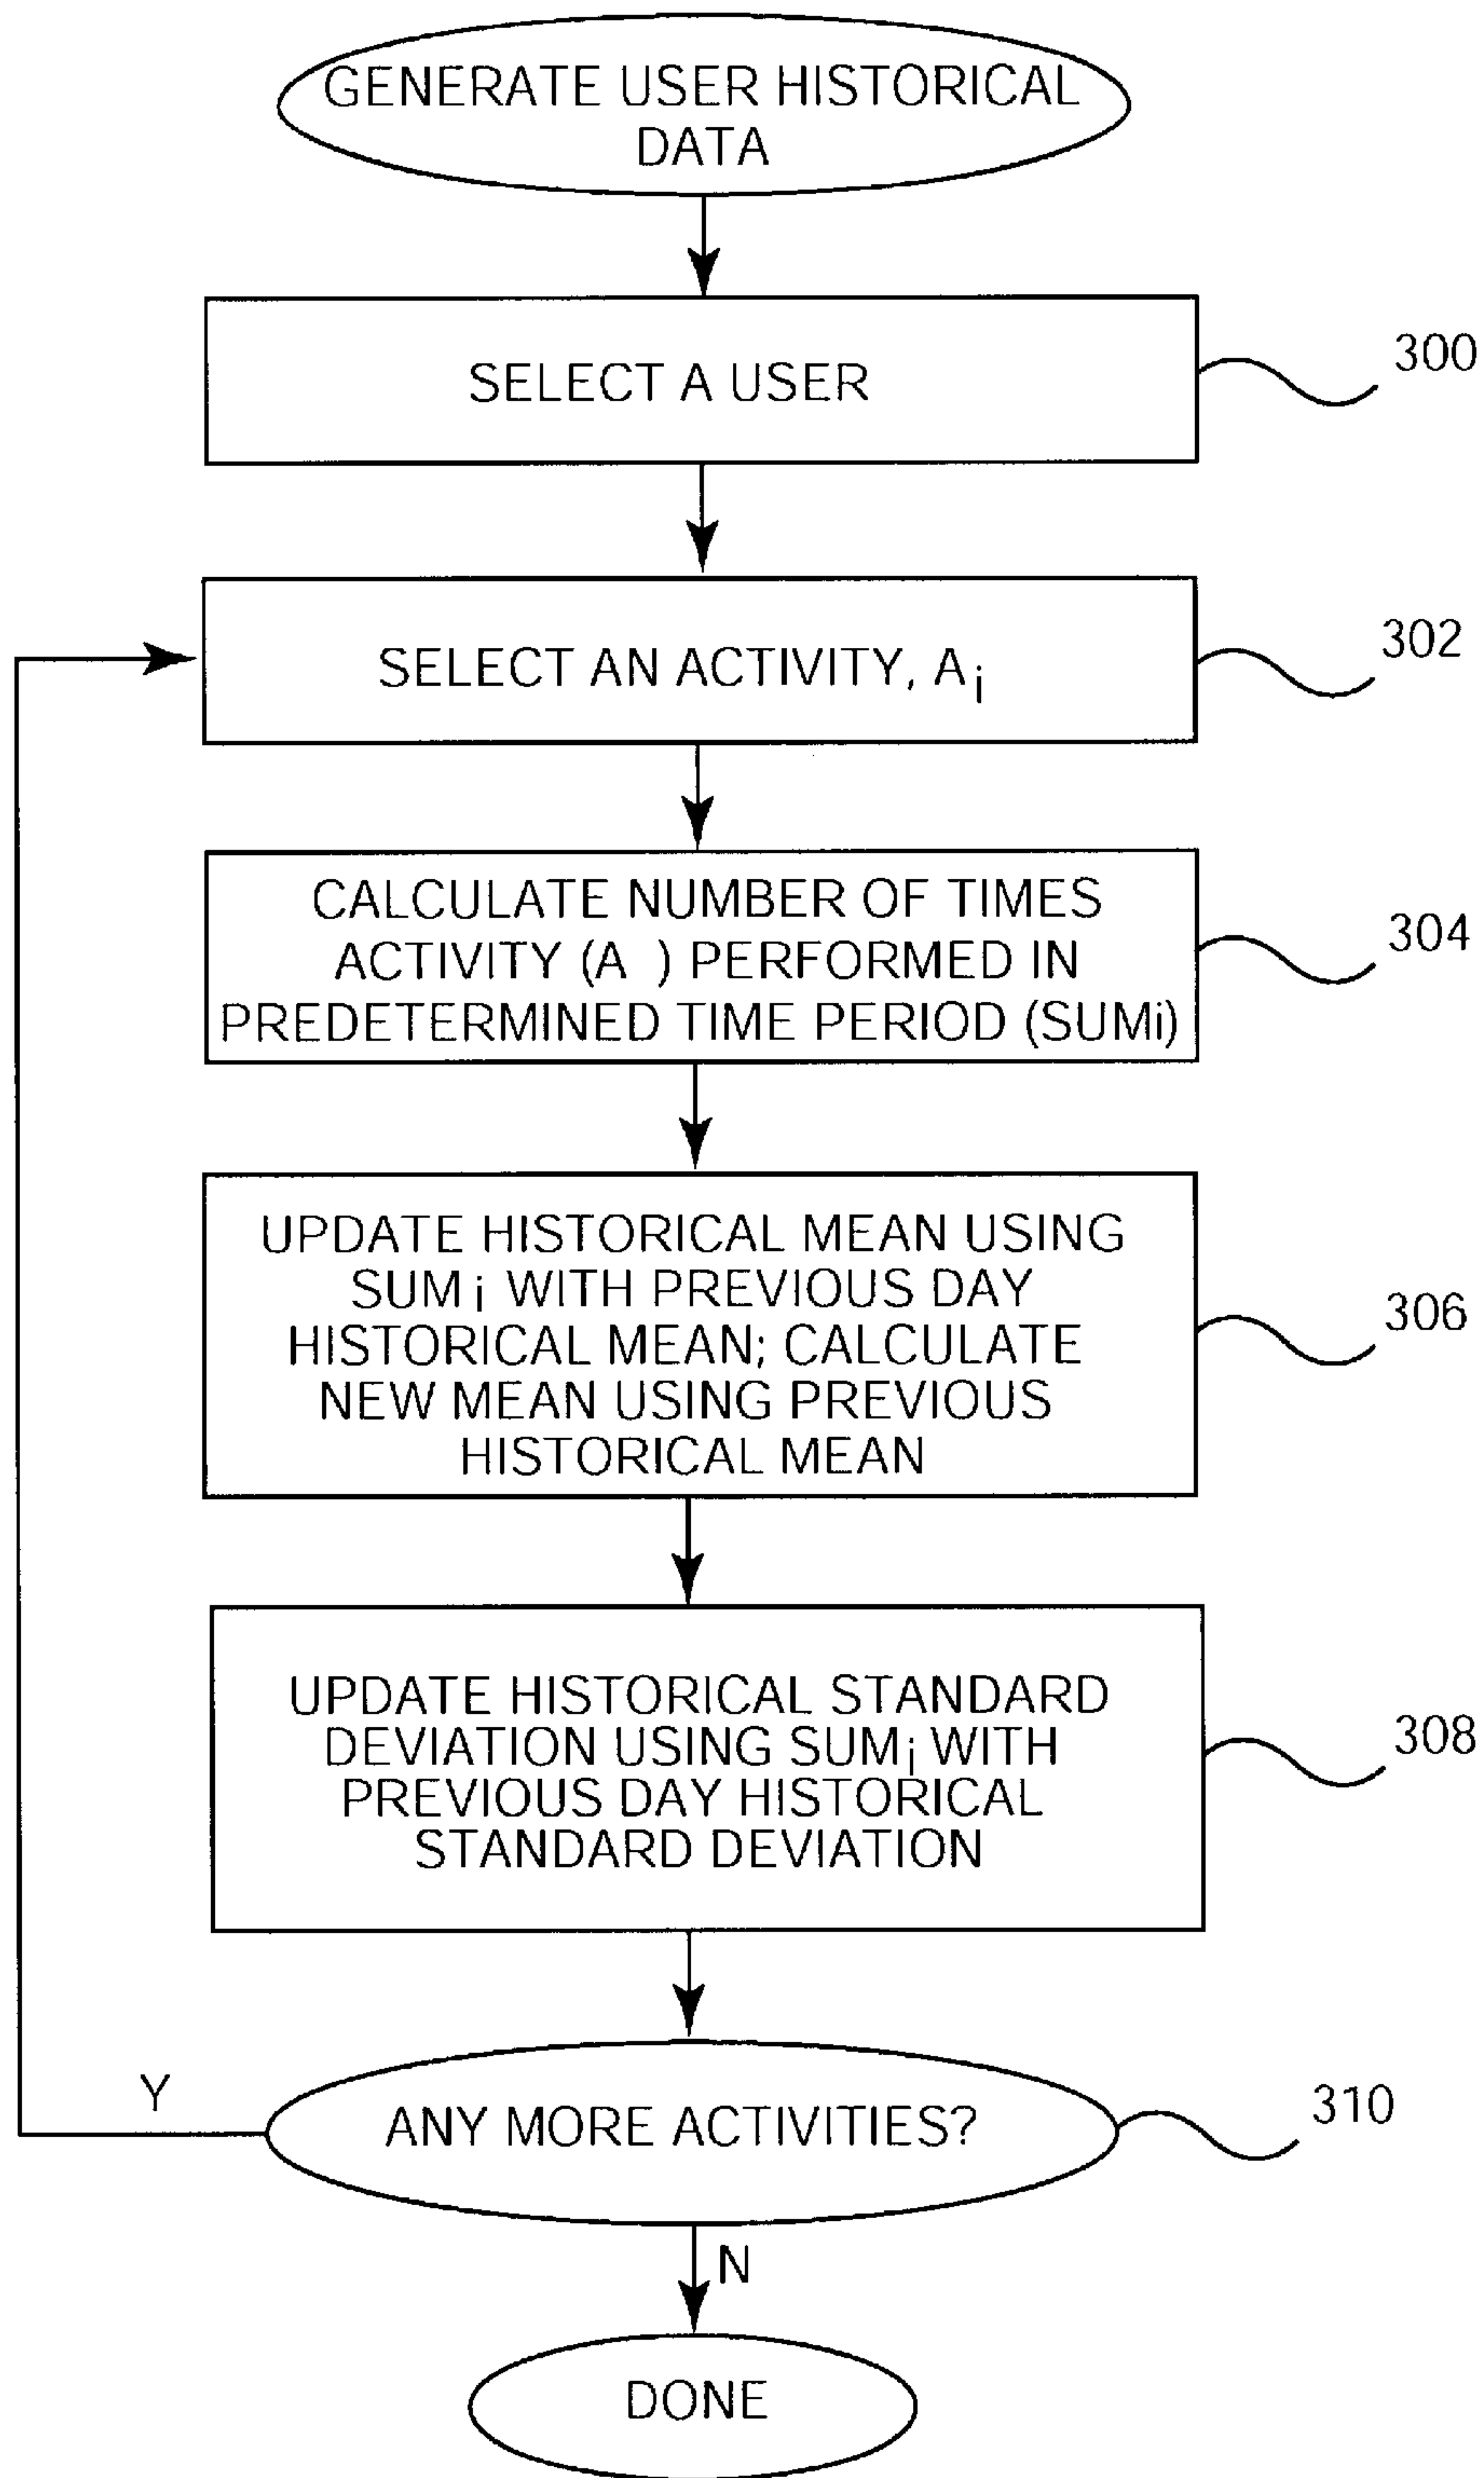 GENERATE USER HISTORICAL
DATA
SELECT A USER
300
SELECT AN ACTIVITY, Ai
302
CALCULATE NUMBER OF TIMES
ACTIVITY (A ) PERFORMED IN
PREDETERMINED TIME PERIOD (SUMi)
304
UPDATE HISTORICAL MEAN USING
SUMi WITH PREVIOUS DAY
HISTORICAL MEAN; CALCULATE
NEW MEAN USING PREVIOUS
HISTORICAL MEAN
306
UPDATE HISTORICAL STANDARD
DEVIATION USING SUMi WITH
PREVIOUS DAY HISTORICAL
STANDARD DEVIATION
308
Y
ANY MORE ACTIVITIES?
310
N
DONE